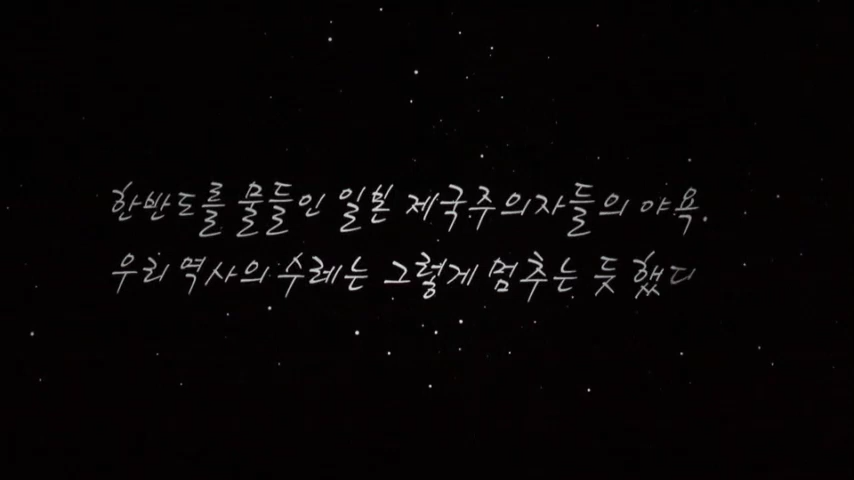 한반도를 물들인 일본 제국주의자들의 야욕.
우리 역사의 수레는 그렇게 멈추는 듯 했다